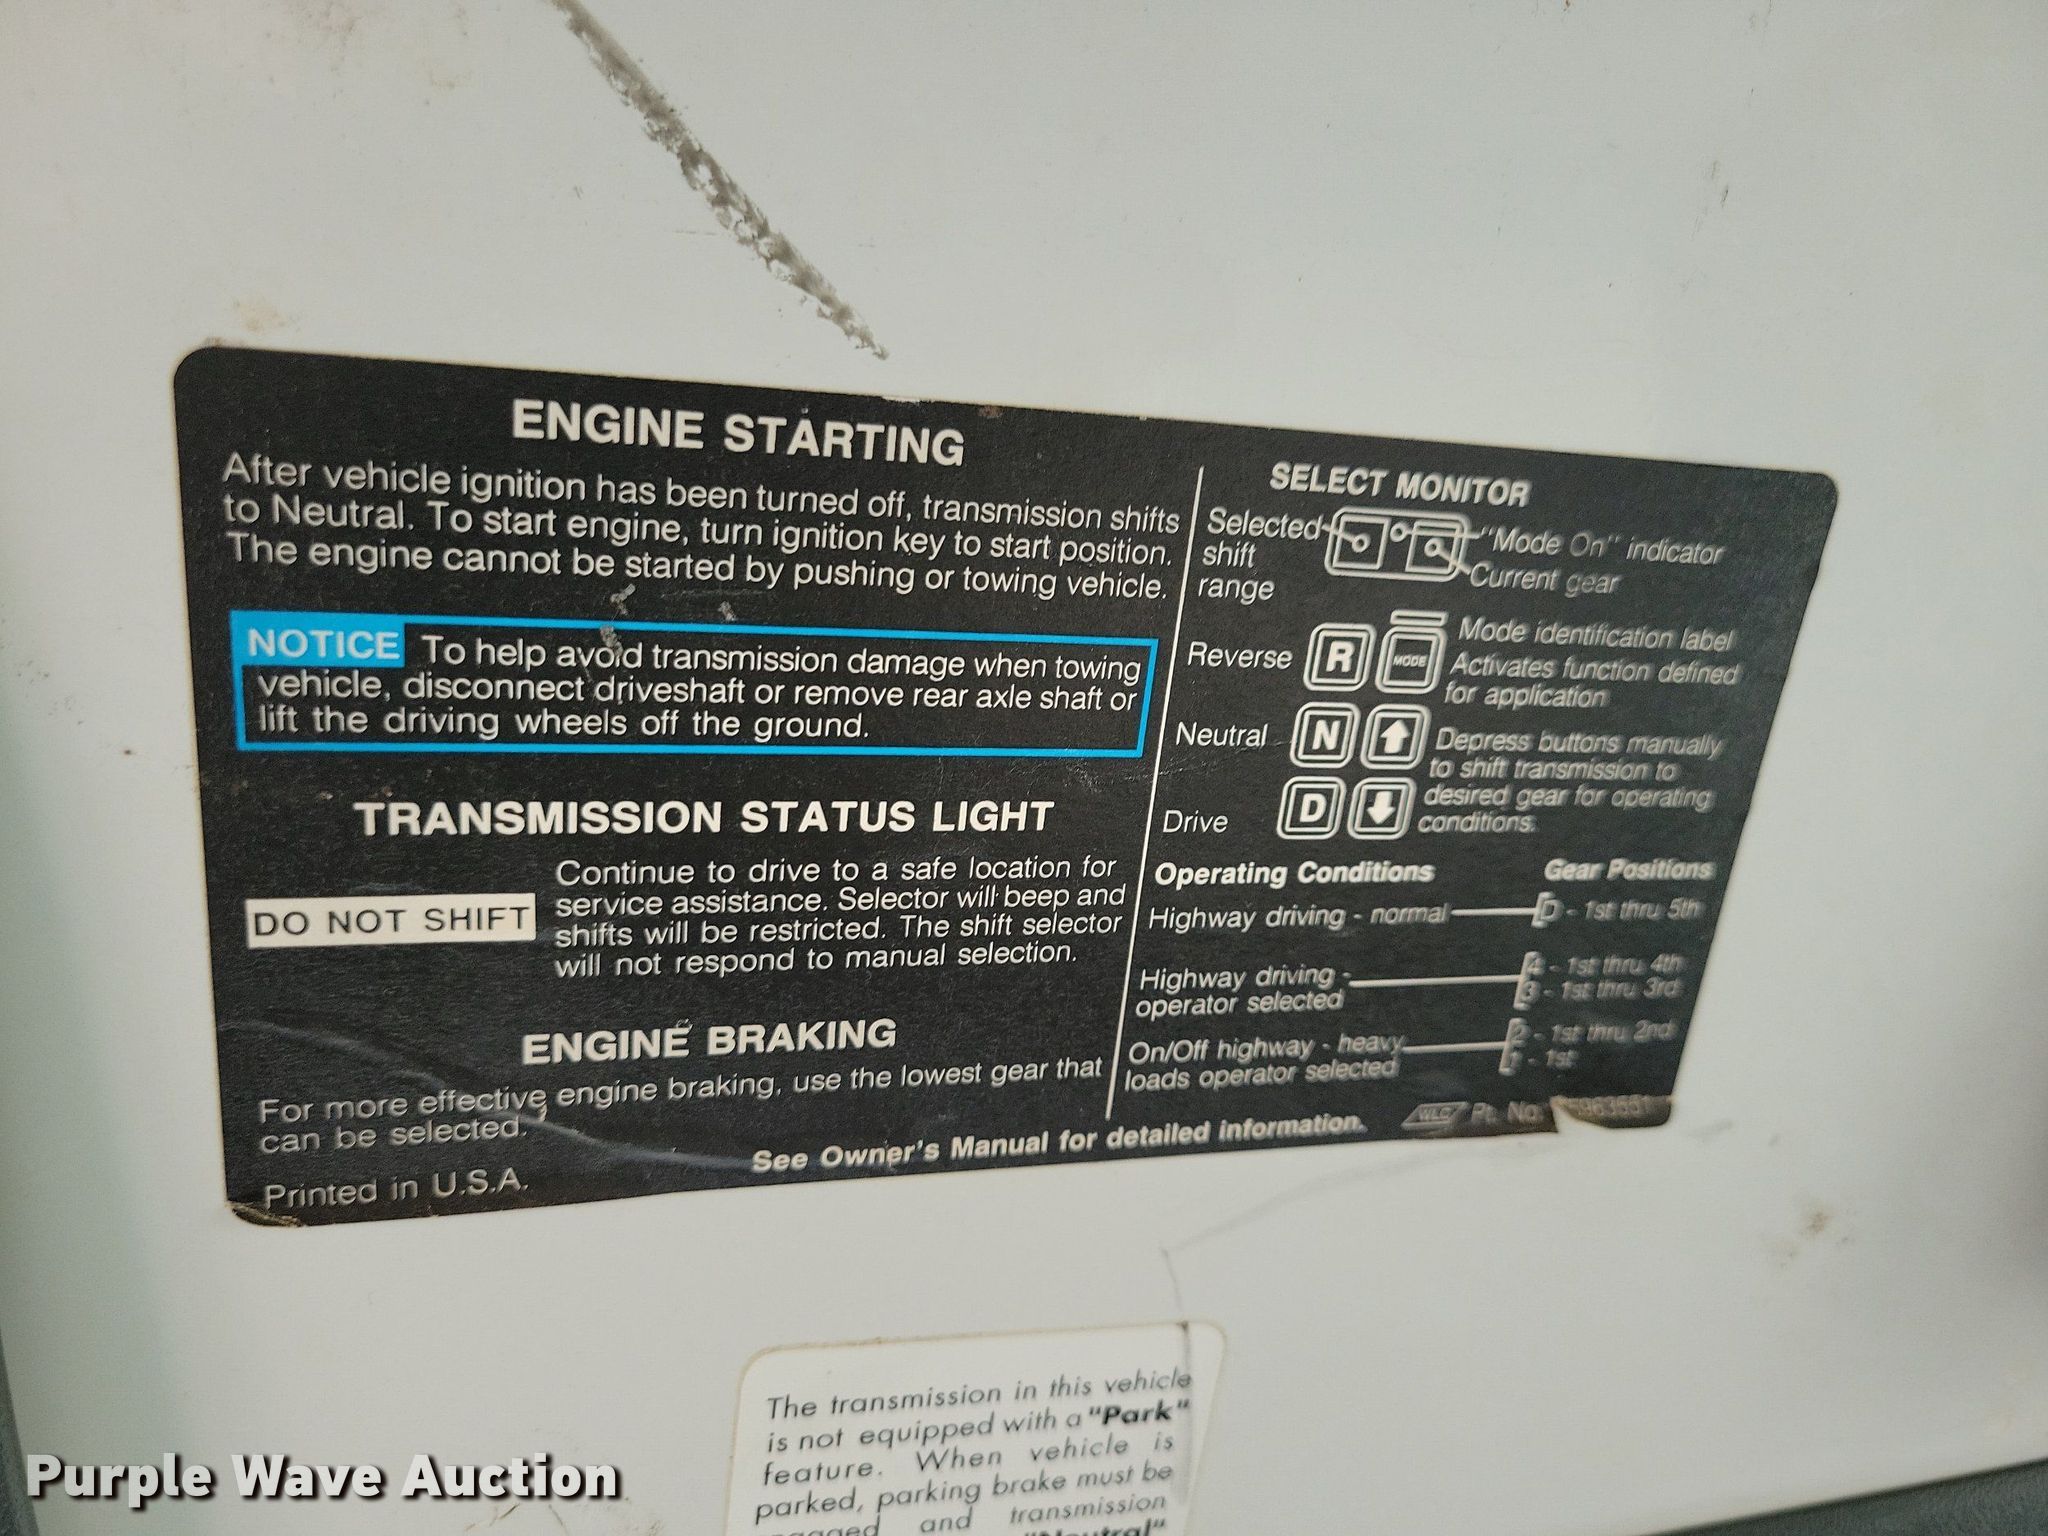 ENGINE STARTING
After vehicle ignition has been turned off, transmission shifts
to Neutral. To start engine, turn ignition key to start position.
The engine cannot be started by pushing or towing vehicle.
NOTICE To help avoid transmission damage when towing
vehicle, disconnect driveshaft or remove rear axle shaft or
lift the driving wheels off the ground.
TRANSMISSION STATUS LIGHT
DO NOT SHIFT
Continue to drive to a safe location for
service assistance. Selector will beep and
shifts will be restricted. The shift selector
will not respond to manual selection.
ENGINE BRAKING
For more effective engine braking, use the lowest gear that
can be selected.
Printed in U.S.A.
SELECT MONITOR
Selected
shift
range
"Mode On" indicator
Current gear
Reverse R MODE
Mode identification label
Activates function defined
for application
Neutral N
Drive D
Depress buttons manually
to shift transmission to
desired gear for operating
conditions.
Operating Conditions Gear Positions
Highway driving - normal D - 1st thru 5th
Highway driving -
operator selected
4 - 1st thru 4th
3 - 1st thru 3rd
On/Off highway - heavy
loads operator selected
2 - 1st thru 2nd
1 - 1st
See Owner's Manual for detailed information.
WLC Pt. No.
The transmission in this vehicle
is not equipped with a "Park"
feature. When vehicle is
parked, parking brake must be
and transmission
"Neutral"
Purple Wave Auction